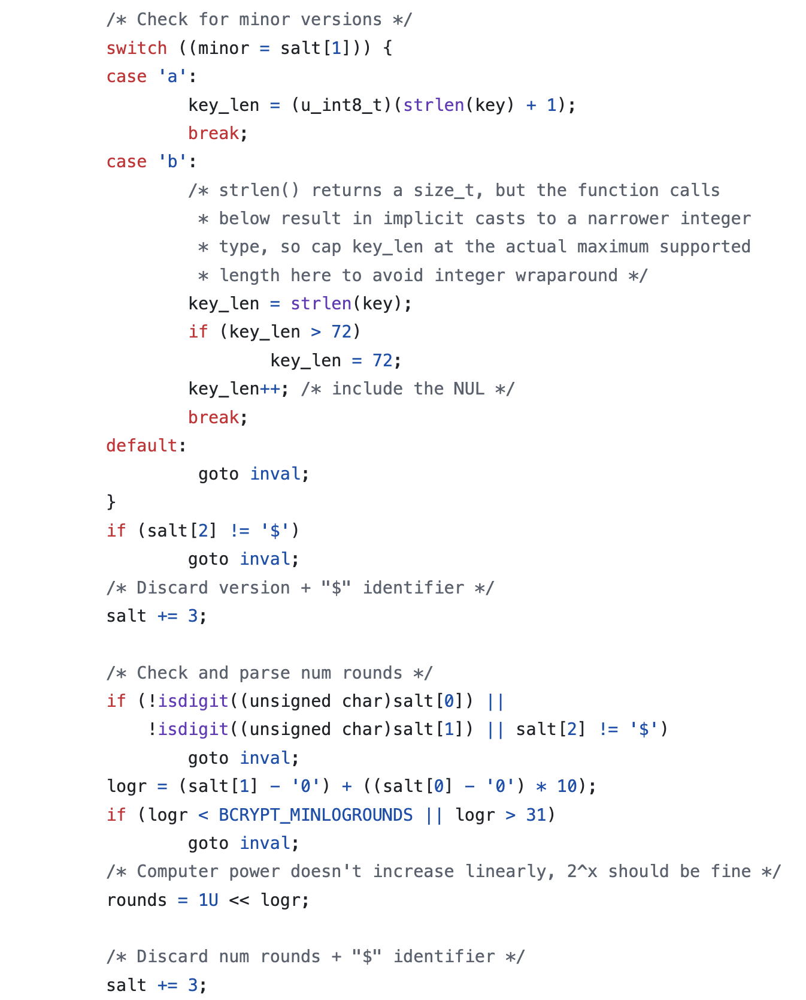 /* Check for minor versions */
switch ((minor = salt[1])) {
case 'a':
        key_len = (u_int8_t)(strlen(key) + 1);
        break;
case 'b':
        /* strlen() returns a size_t, but the function calls
         * below result in implicit casts to a narrower integer
         * type, so cap key_len at the actual maximum supported
         * length here to avoid integer wraparound */
        key_len = strlen(key);
        if (key_len > 72)
                key_len = 72;
        key_len++; /* include the NUL */
        break;
default:
         goto inval;
}
if (salt[2] != '$')
        goto inval;
/* Discard version + "$" identifier */
salt += 3;

/* Check and parse num rounds */
if (!isdigit((unsigned char)salt[0]) ||
    !isdigit((unsigned char)salt[1]) || salt[2] != '$')
        goto inval;
logr = (salt[1] - '0') + ((salt[0] - '0') * 10);
if (logr < BCRYPT_MINLOGROUNDS || logr > 31)
        goto inval;
/* Computer power doesn't increase linearly, 2^x should be fine */
rounds = 1U << logr;

/* Discard num rounds + "$" identifier */
salt += 3;